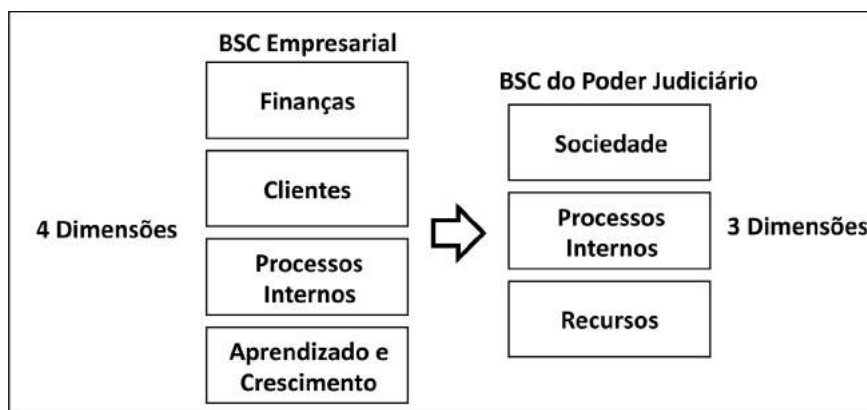 BSC Empresarial
Finanças
Clientes
4 Dimensões
Processos
Internos
Aprendizado e
Crescimento
BSC do Poder Judiciário
Sociedade
Processos
Internos
3 Dimensões
Recursos